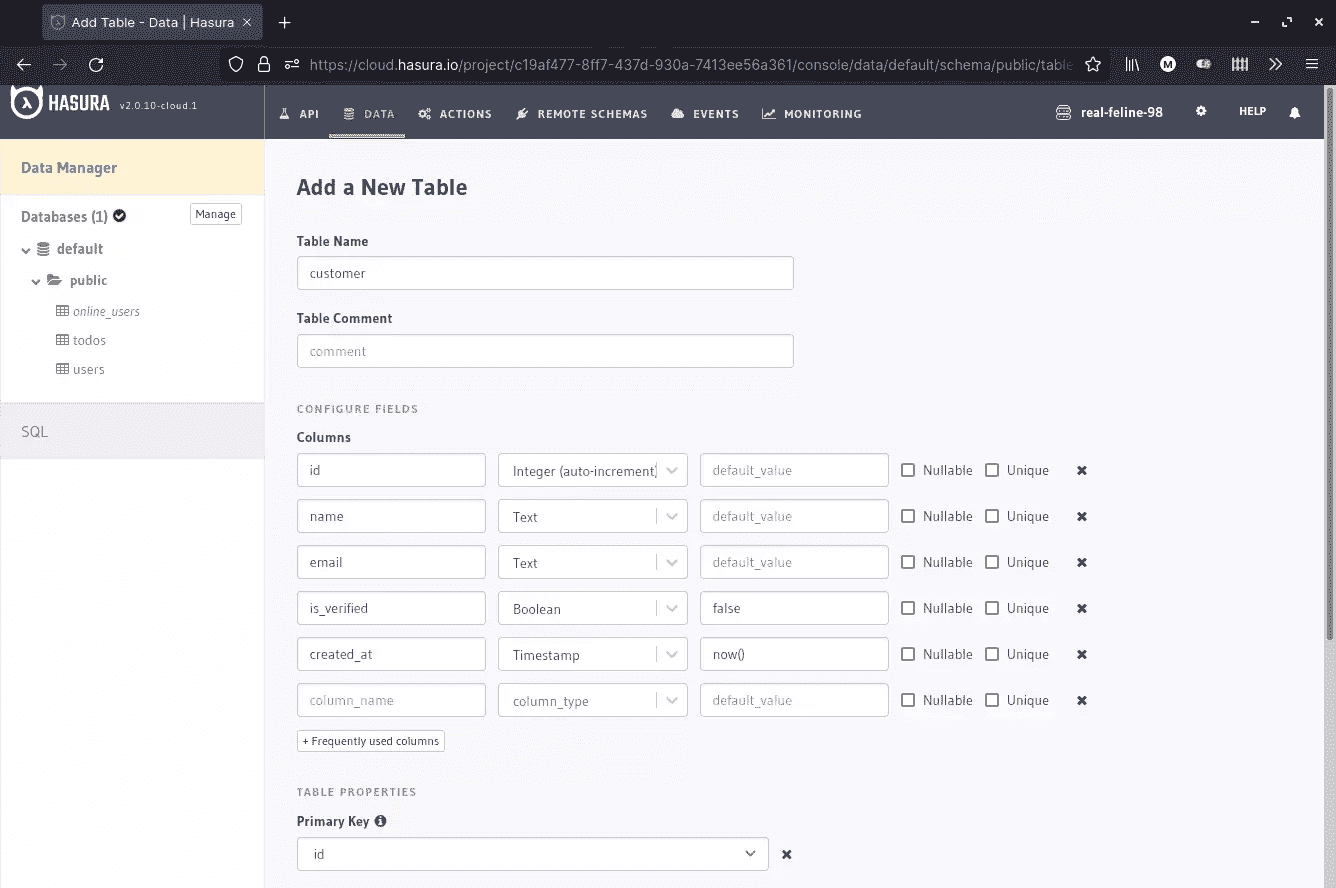 Add Table - Data | Hasura
https://cloud.hasura.io/project/c19af477-8ff7-437d-930a-7413ee56a361/console/data/default/schema/public/table
M
HASURA v2.0.10-cloud.1
API DATA ACTIONS REMOTE SCHEMAS EVENTS MONITORING real-feline-98 HELP
Data Manager
Databases (1) Manage
default
public
online_users
todos
users
SQL
Add a New Table
Table Name
customer
Table Comment
comment
CONFIGURE FIELDS
Columns
id Integer (auto-increment) default_value Nullable Unique
name Text default_value Nullable Unique
email Text default_value Nullable Unique
is_verified Boolean false Nullable Unique
created_at Timestamp now() Nullable Unique
column_name column_type default_value Nullable Unique
+ Frequently used columns
TABLE PROPERTIES
Primary Key
id